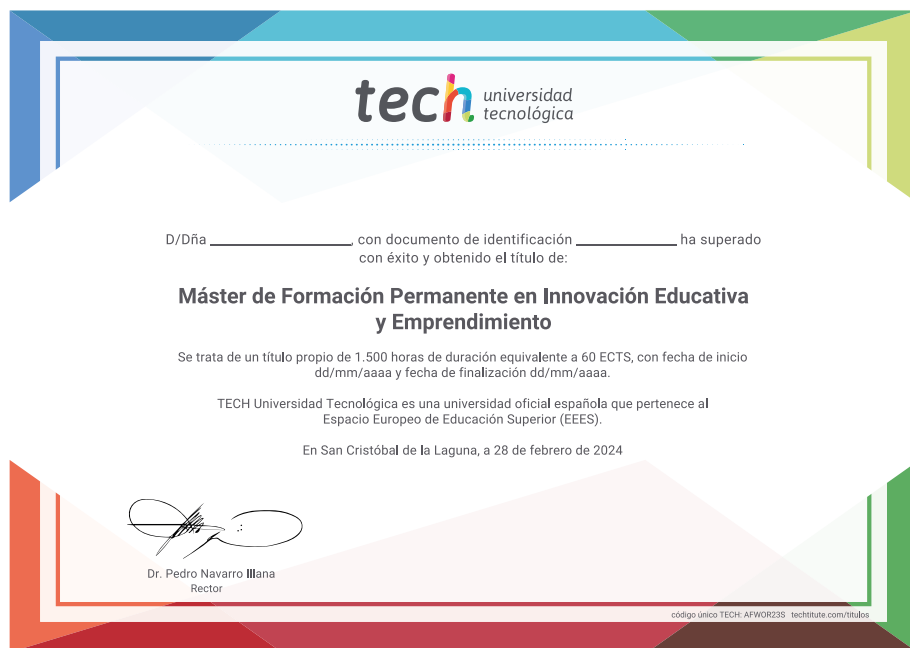 tech universidad
tecnológica
D/Dña ______________, con documento de identificación __________ ha superado
con éxito y obtenido el título de:
Máster de Formación Permanente en Innovación Educativa
y Emprendimiento
Se trata de un título propio de 1.500 horas de duración equivalente a 60 ECTS, con fecha de inicio
dd/mm/aaaa y fecha de finalización dd/mm/aaaa.
TECH Universidad Tecnológica es una universidad oficial española que pertenece al
Espacio Europeo de Educación Superior (EEES).
En San Cristóbal de la Laguna, a 28 de febrero de 2024
Dr. Pedro Navarro Illana
Rector
código único TECH: AFWOR23S techtitute.com/titulos